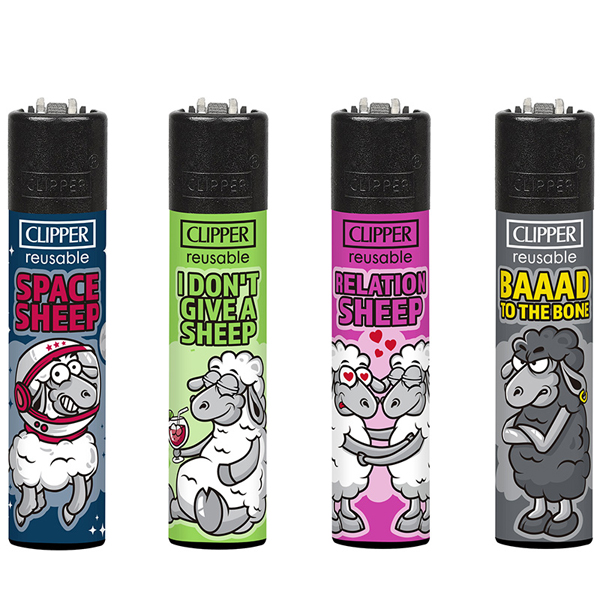 CLIPPER
CLIPPER
reusable
SPACE
SHEEP
CLIPPER
CLIPPER
reusable
I DON'T
GIVE A
SHEEP
CLIPPER
CLIPPER
reusable
RELATION
SHEEP
CLIPPER
CLIPPER
reusable
BAAAD
TO THE BONE